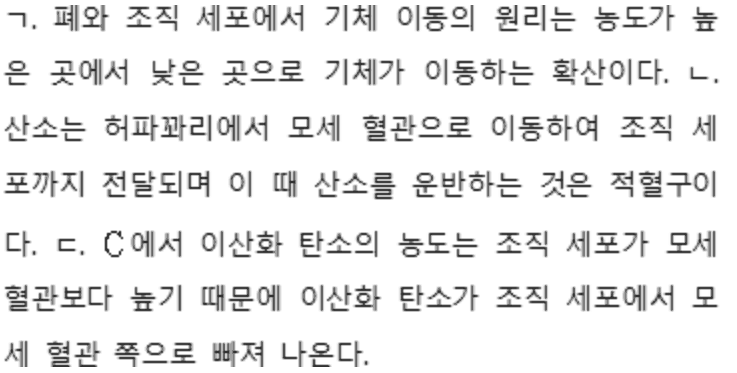 ㄱ. 폐와 조직 세포에서 기체 이동의 원리는 농도가 높
은 곳에서 낮은 곳으로 기체가 이동하는 확산이다. ㄴ.
산소는 허파꽈리에서 모세 혈관으로 이동하여 조직 세
포까지 전달되며 이 때 산소를 운반하는 것은 적혈구이
다. ㄷ. C에서 이산화 탄소의 농도는 조직 세포가 모세
혈관보다 높기 때문에 이산화 탄소가 조직 세포에서 모
세 혈관 쪽으로 빠져 나온다.